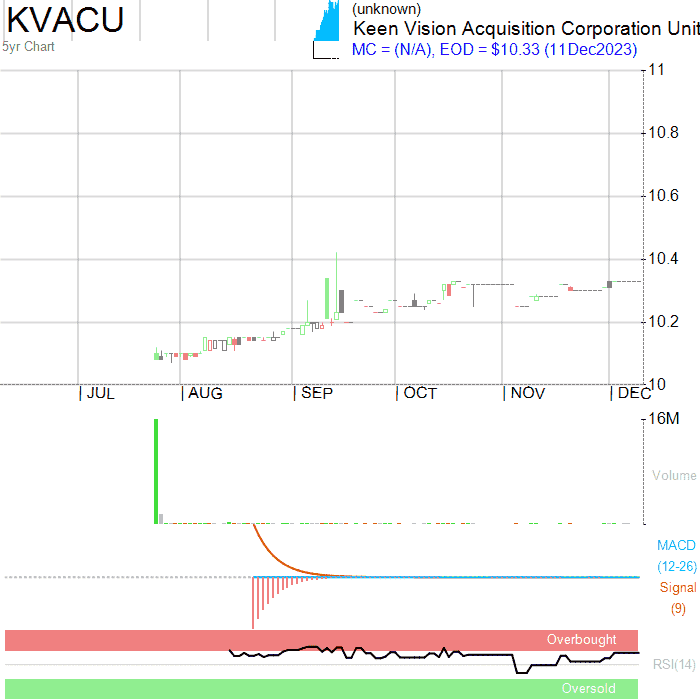 KVACU
5yr Chart
(unknown)
Keen Vision Acquisition Corporation Unit
MC = (N/A), EOD = $10.33 (11Dec2023)
11
10.8
10.6
10.4
10.2
10
JUL AUG SEP OCT NOV DEC
16M
Volume
MACD
(12-26)
Signal
(9)
Overbought
RSI(14)
Oversold